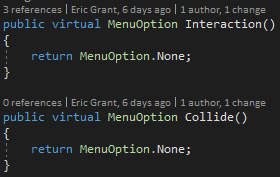 3 references | Eric Grant, 6 days ago | 1 author, 1 change
public virtual MenuOption Interaction()
{
return MenuOption.None;
}
0 references | Eric Grant, 6 days ago | 1 author, 1 change
public virtual MenuOption Collide()
{
return MenuOption.None;
}